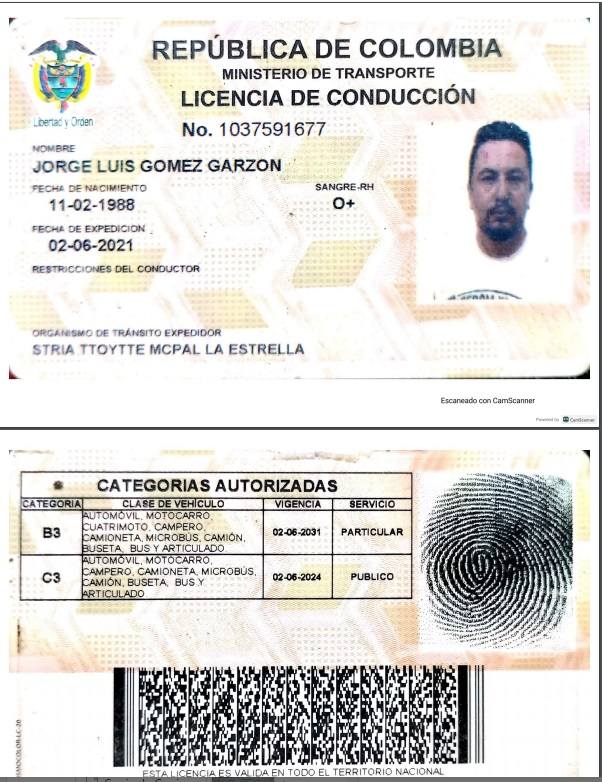 REPÚBLICA DE COLOMBIA
MINISTERIO DE TRANSPORTE
LICENCIA DE CONDUCCIÓN
Libertad y Orden
No. 1037591677
NOMBRE
JORGE LUIS GOMEZ GARZON
FECHA DE NACIMIENTO
SANGRE-RH
11-02-1988
O+
FECHA DE EXPEDICION
02-06-2021
RESTRICCIONES DEL CONDUCTOR
ORGANISMO DE TRÁNSITO EXPEDIDOR
STRIA TTOYTTE MCPAL LA ESTRELLA
Escaneado con CamScanner
Powered by CamScanner
CATEGORIAS AUTORIZADAS
CATEGORIA CLASE DE VEHÍCULO VIGENCIA SERVICIO
AUTOMÓVIL, MOTOCARRO,
CUATRIMOTO, CAMPERO,
B3 CAMIONETA, MICROBÚS, CAMIÓN, 02-06-2031 PARTICULAR
BUSETA, BUS Y ARTICULADO
AUTOMÓVIL, MOTOCARRO,
CAMPERO, CAMIONETA, MICROBÚS,
C3 CAMIÓN, BUSETA, BUS Y 02-06-2024 PUBLICO
ARTICULADO
ESTA LICENCIA ES VALIDA EN TODO EL TERRITORIO NACIONAL